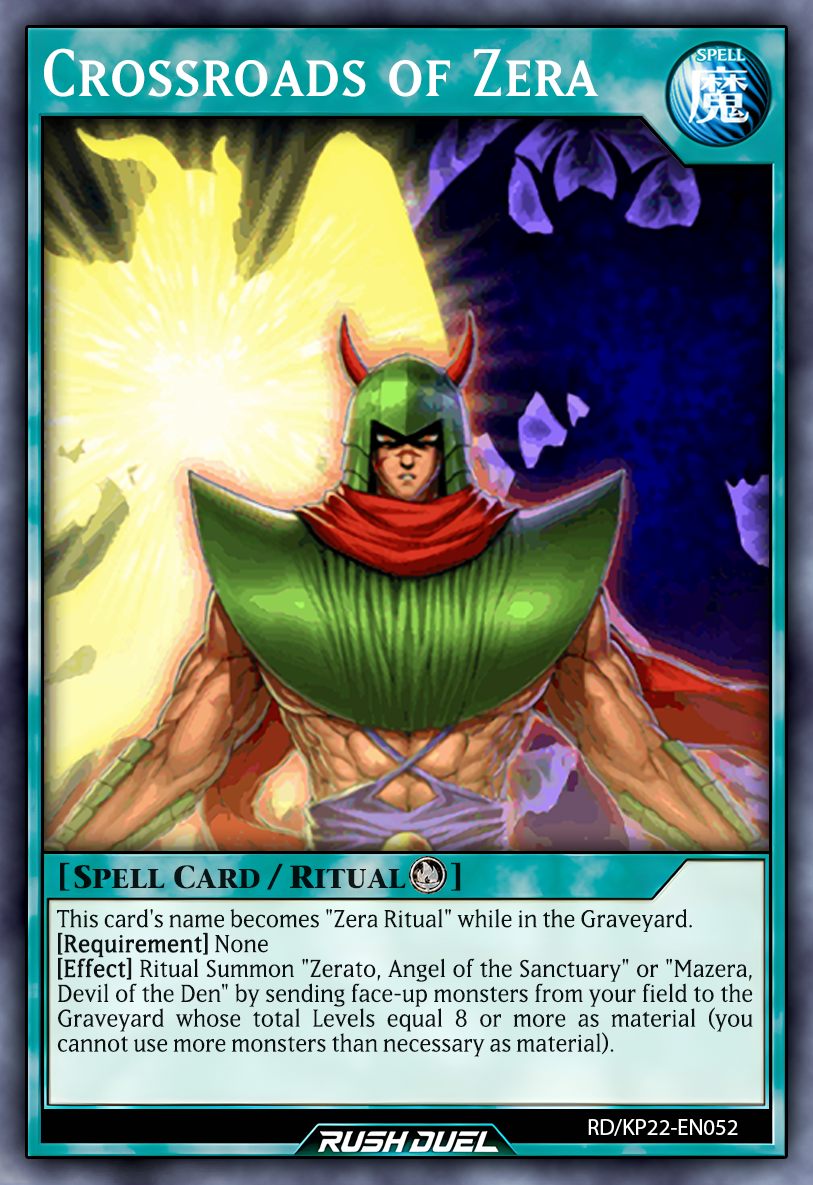 Crossroads of Zera
SPELL
魔
[Spell Card / Ritual]
This card's name becomes "Zera Ritual" while in the Graveyard.
[Requirement] None
[Effect] Ritual Summon "Zerato, Angel of the Sanctuary" or "Mazera,
Devil of the Den" by sending face-up monsters from your field to the
Graveyard whose total Levels equal 8 or more as material (you
cannot use more monsters than necessary as material).
RD/KP22-EN052
RUSH DUEL